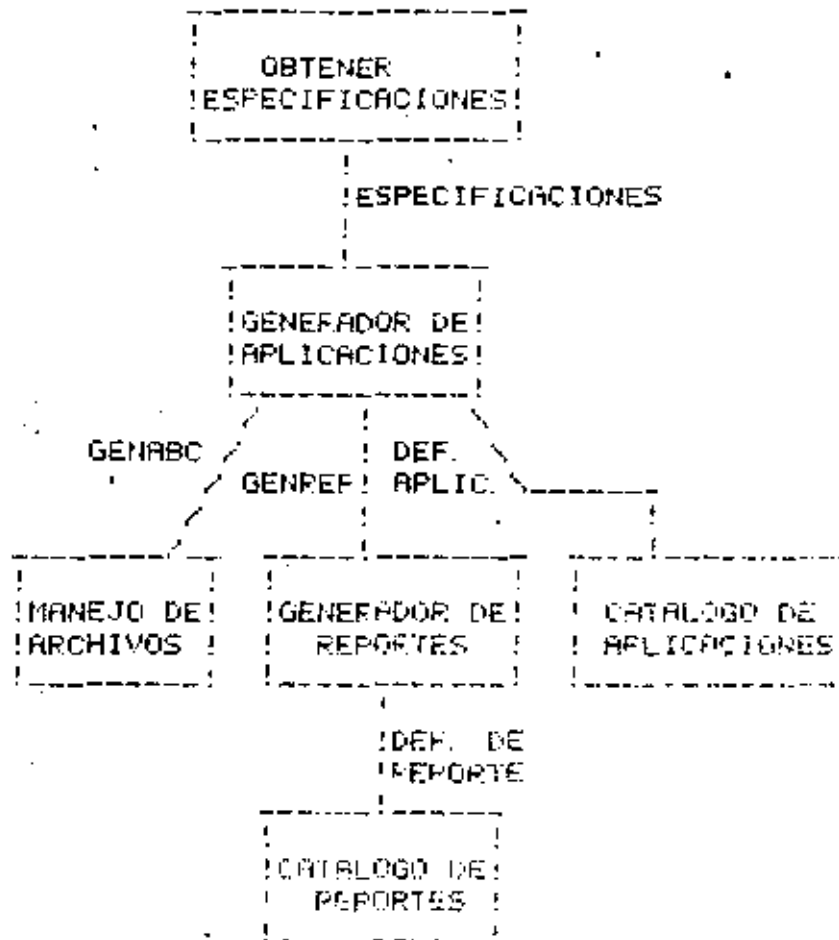 OBTENER
ESPECIFICACIONES
ESPECIFICACIONES
GENERADOR DE
APLICACIONES
GENABC
GENREP
DEF.
APLIC.
MANEJO DE
ARCHIVOS
GENERADOR DE
REPORTES
CATALOGO DE
APLICACIONES
DEF. DE
REPORTE
CATALOGO DE
REPORTES